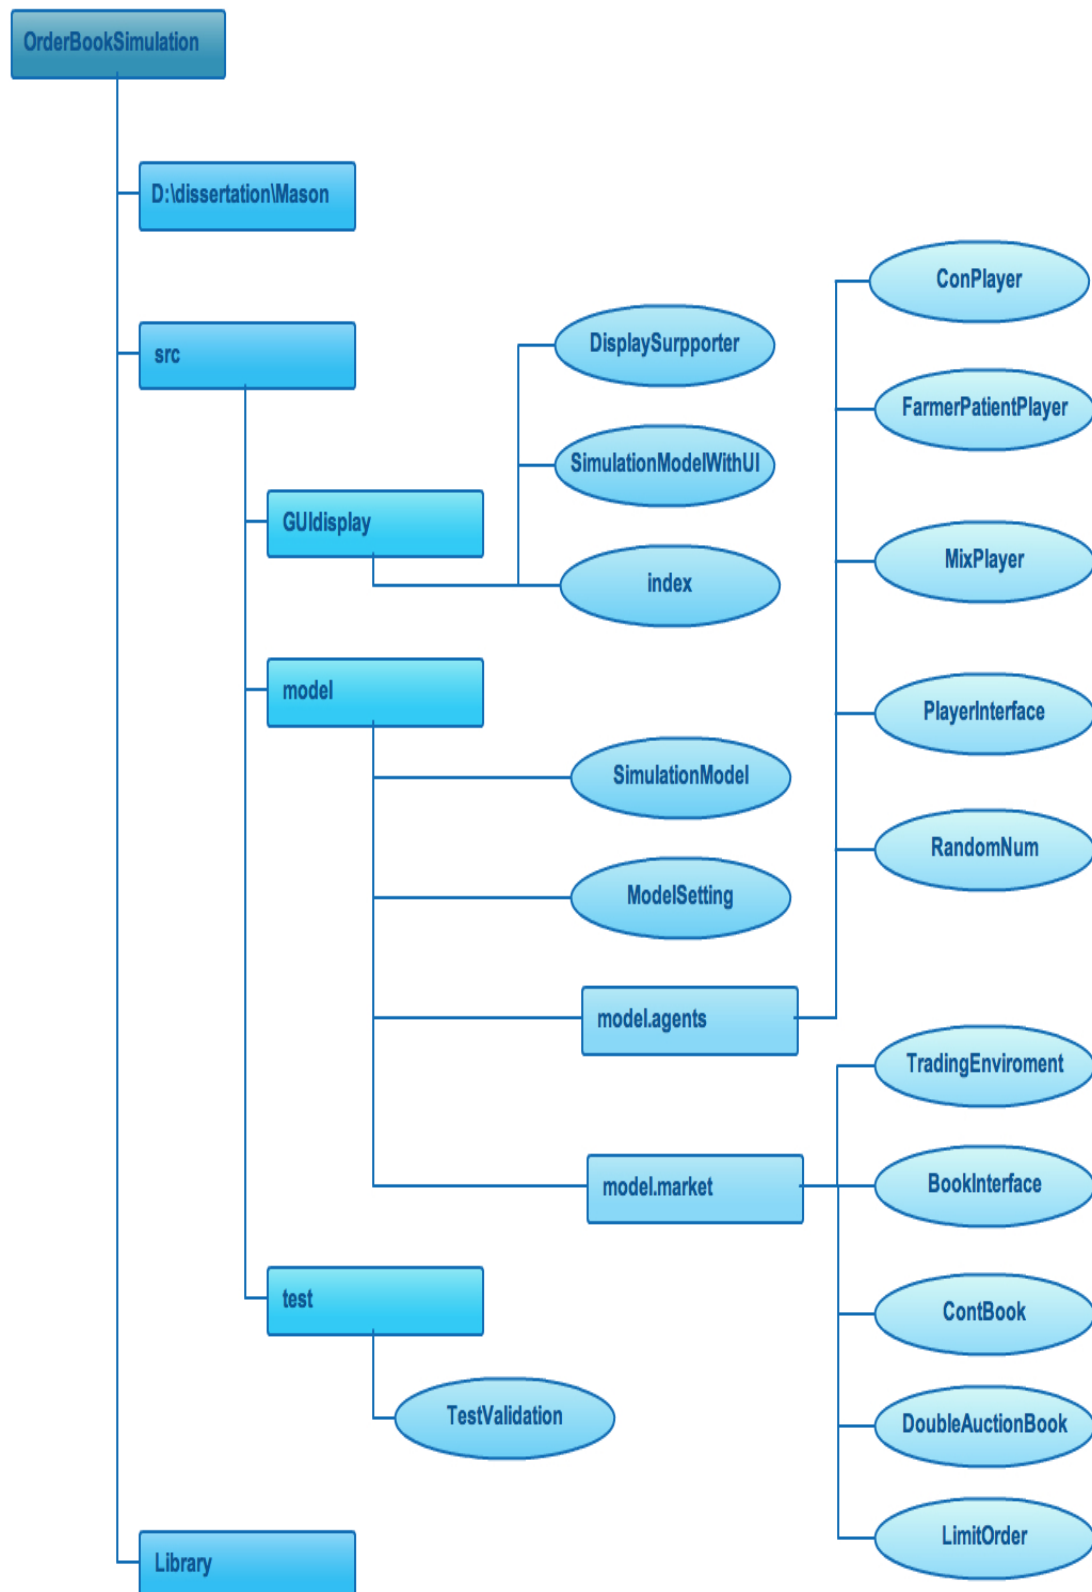 OrderBookSimulation
D:\dissertation\Mason
src
GUIdisplay
DisplaySurpporter
SimulationModelWithUI
index
model
SimulationModel
ModelSetting
model.agents
ConPlayer
FarmerPatientPlayer
MixPlayer
PlayerInterface
RandomNum
model.market
TradingEnviroment
BookInterface
ContBook
DoubleAuctionBook
LimitOrder
test
TestValidation
Library